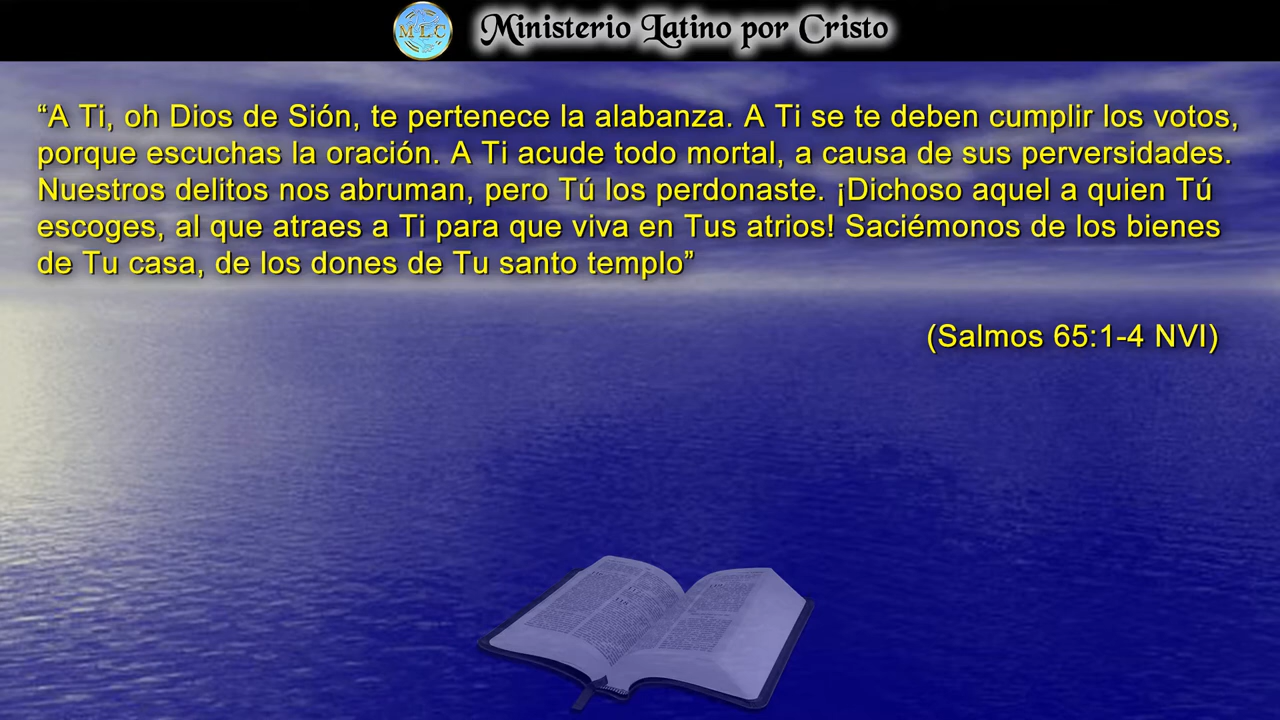 MLC
Ministerio Latino por Cristo
“A Ti, oh Dios de Sión, te pertenece la alabanza. A Ti se te deben cumplir los votos,
porque escuchas la oración. A Ti acude todo mortal, a causa de sus perversidades.
Nuestros delitos nos abruman, pero Tú los perdonaste. ¡Dichoso aquel a quien Tú
escoges, al que atraes a Ti para que viva en Tus atrios! Saciémonos de los bienes
de Tu casa, de los dones de Tu santo templo”
(Salmos 65:1-4 NVI)